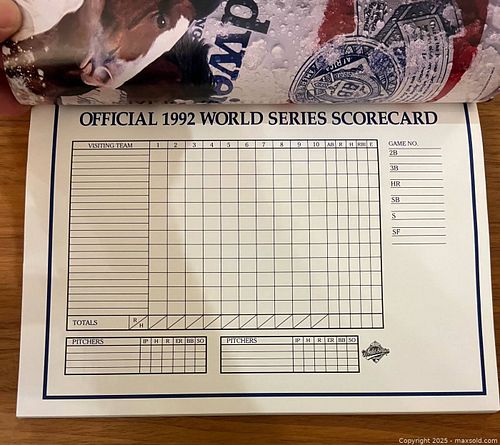 OFFICIAL 1992 WORLD SERIES SCORECARD
VISITING TEAM 1 2 3 4 5 6 7 8 9 10 AB R H RBI E
GAME NO.
2B
3B
HR
SB
S
SF
TOTALS R/H
PITCHERS IP H R ER BB SO
PITCHERS IP H R ER BB SO
Copyright © 2025 - maxsold.com